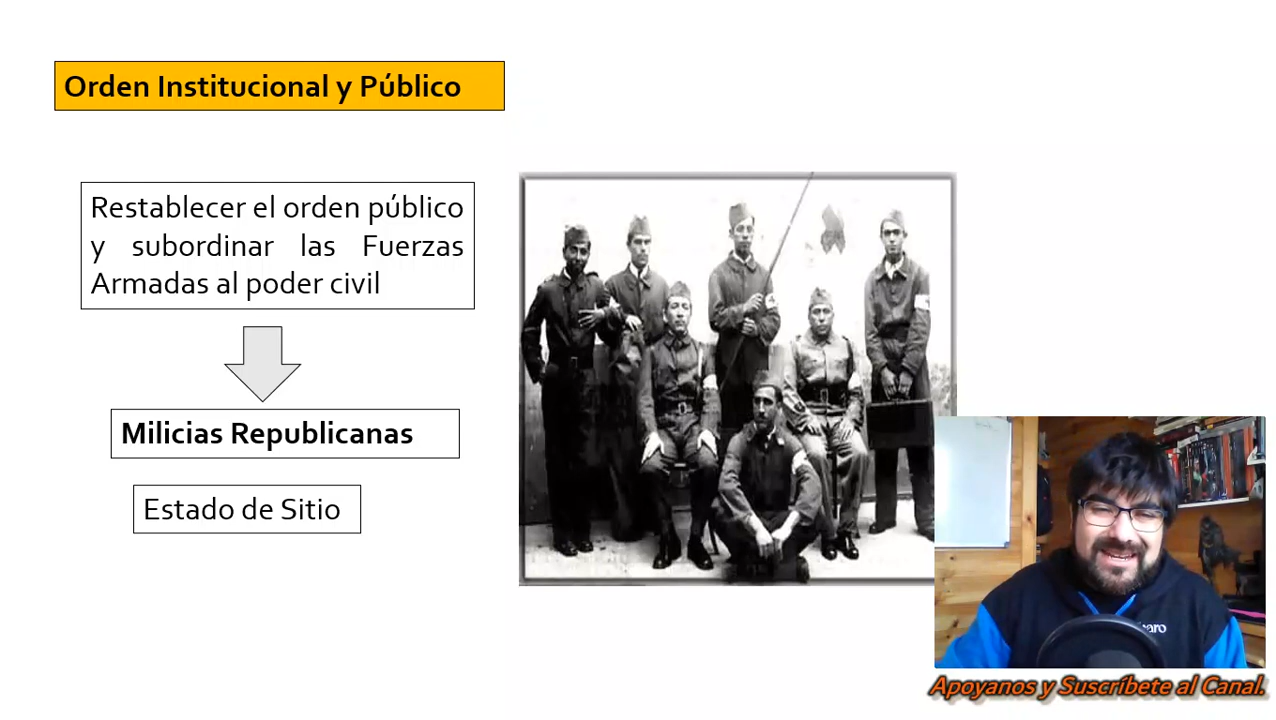 Orden Institucional y Público
Restablecer el orden público
y subordinar las Fuerzas
Armadas al poder civil
Milicias Republicanas
Estado de Sitio
Apoyanos y Suscríbete al Canal.